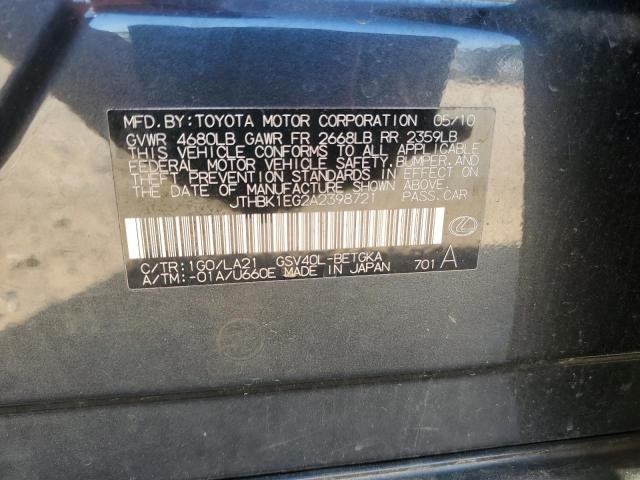 MFD.BY:TOYOTA MOTOR CORPORATION 05/10
GVWR 4680LB GAWR FR 2668LB RR 2359LB
THIS VEHICLE CONFORMS TO ALL APPLICABLE
FEDERAL MOTOR VEHICLE SAFETY, BUMPER, AND
THEFT PREVENTION STANDARDS IN EFFECT ON
THE DATE OF MANUFACTURE SHOWN ABOVE.
JTHBK1EG2A2398721 PASS.CAR
C/TR:1G0/LA21 GSV40L-BETGKA
A/TM:-01A/U660E MADE IN JAPAN 701 A